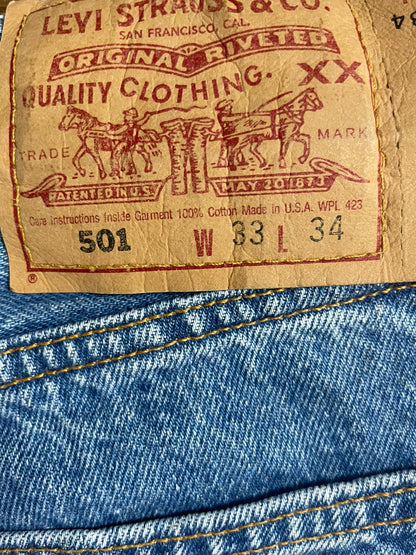 LEVI STRAUSS & CO.
SAN FRANCISCO, CAL.
ORIGINAL RIVETED
QUALITY CLOTHING. XX
TRADE MARK
PATENTED IN U.S. MAY 20 1873
Care Instructions Inside Garment 100% Cotton Made in U.S.A. WPL 423
501 W 33 L 34
®
4